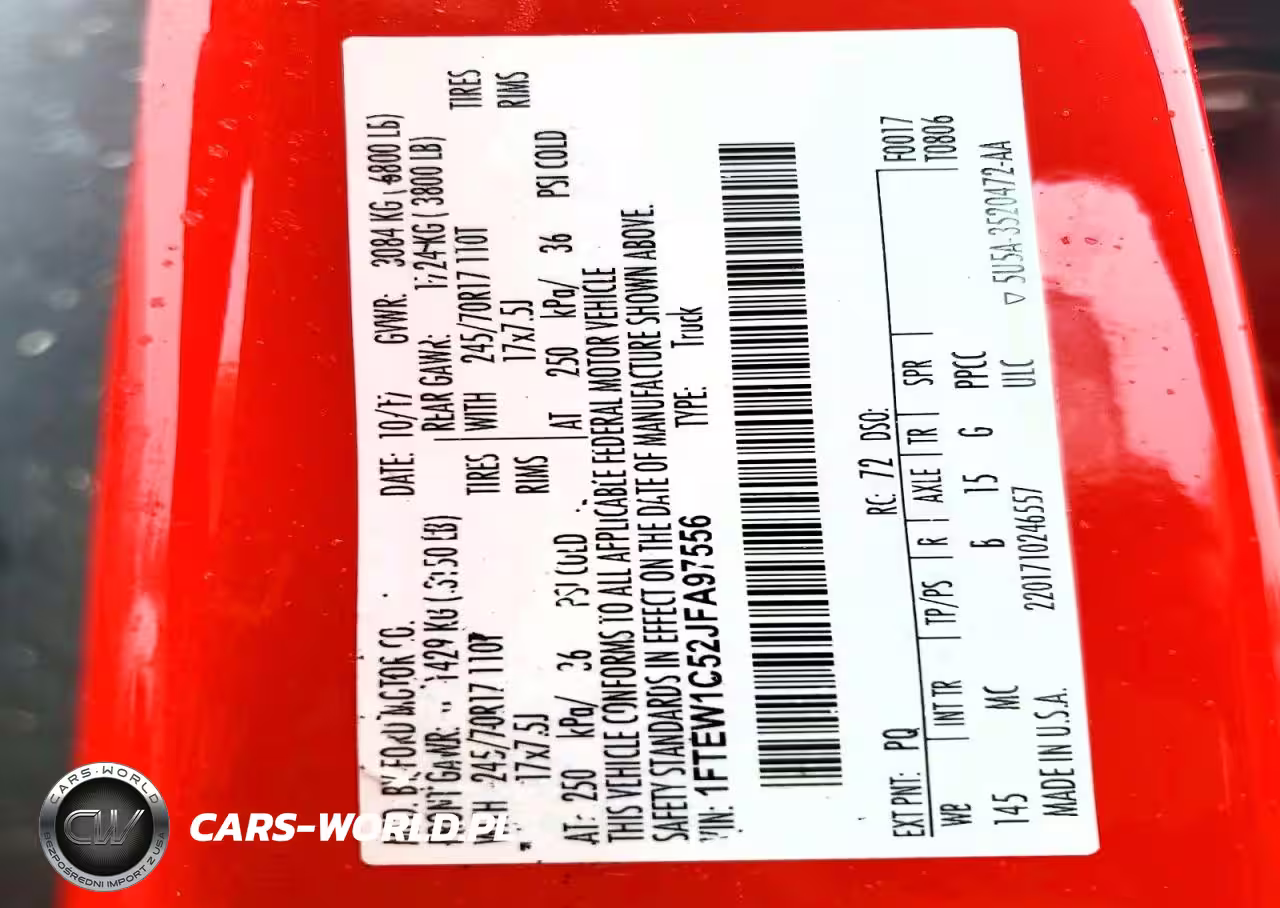 MFD. BY FORD MOTOR CO.
DATE: 10/17 GVWR: 3084 KG (6800 LB)
FRONT GAWR: 1429 KG (3150 LB)
REAR GAWR: 1724 KG (3800 LB)
WITH 245/70R17 110T TIRES
WITH 245/70R17 110T TIRES
17x7.5J RIMS
17x7.5J RIMS
AT: 250 kPa/ 36 PSI COLD
AT 250 kPa/ 36 PSI COLD
THIS VEHICLE CONFORMS TO ALL APPLICABLE FEDERAL MOTOR VEHICLE
SAFETY STANDARDS IN EFFECT ON THE DATE OF MANUFACTURE SHOWN ABOVE.
VIN: 1FTEW1C52JFA97556 TYPE: Truck
F0017
T0806
EXT PNT: PQ RC: 72 DSO:
WB INT TR TP/PS R AXLE TR SPR
145 MC B 15 G PPCC
MADE IN U.S.A. 2201710246557 ULC
▽ 5U5A-3520472-AA
CARS-WORLD
CW
BEZPOŚREDNI IMPORT Z USA
CARS-WORLD.PL